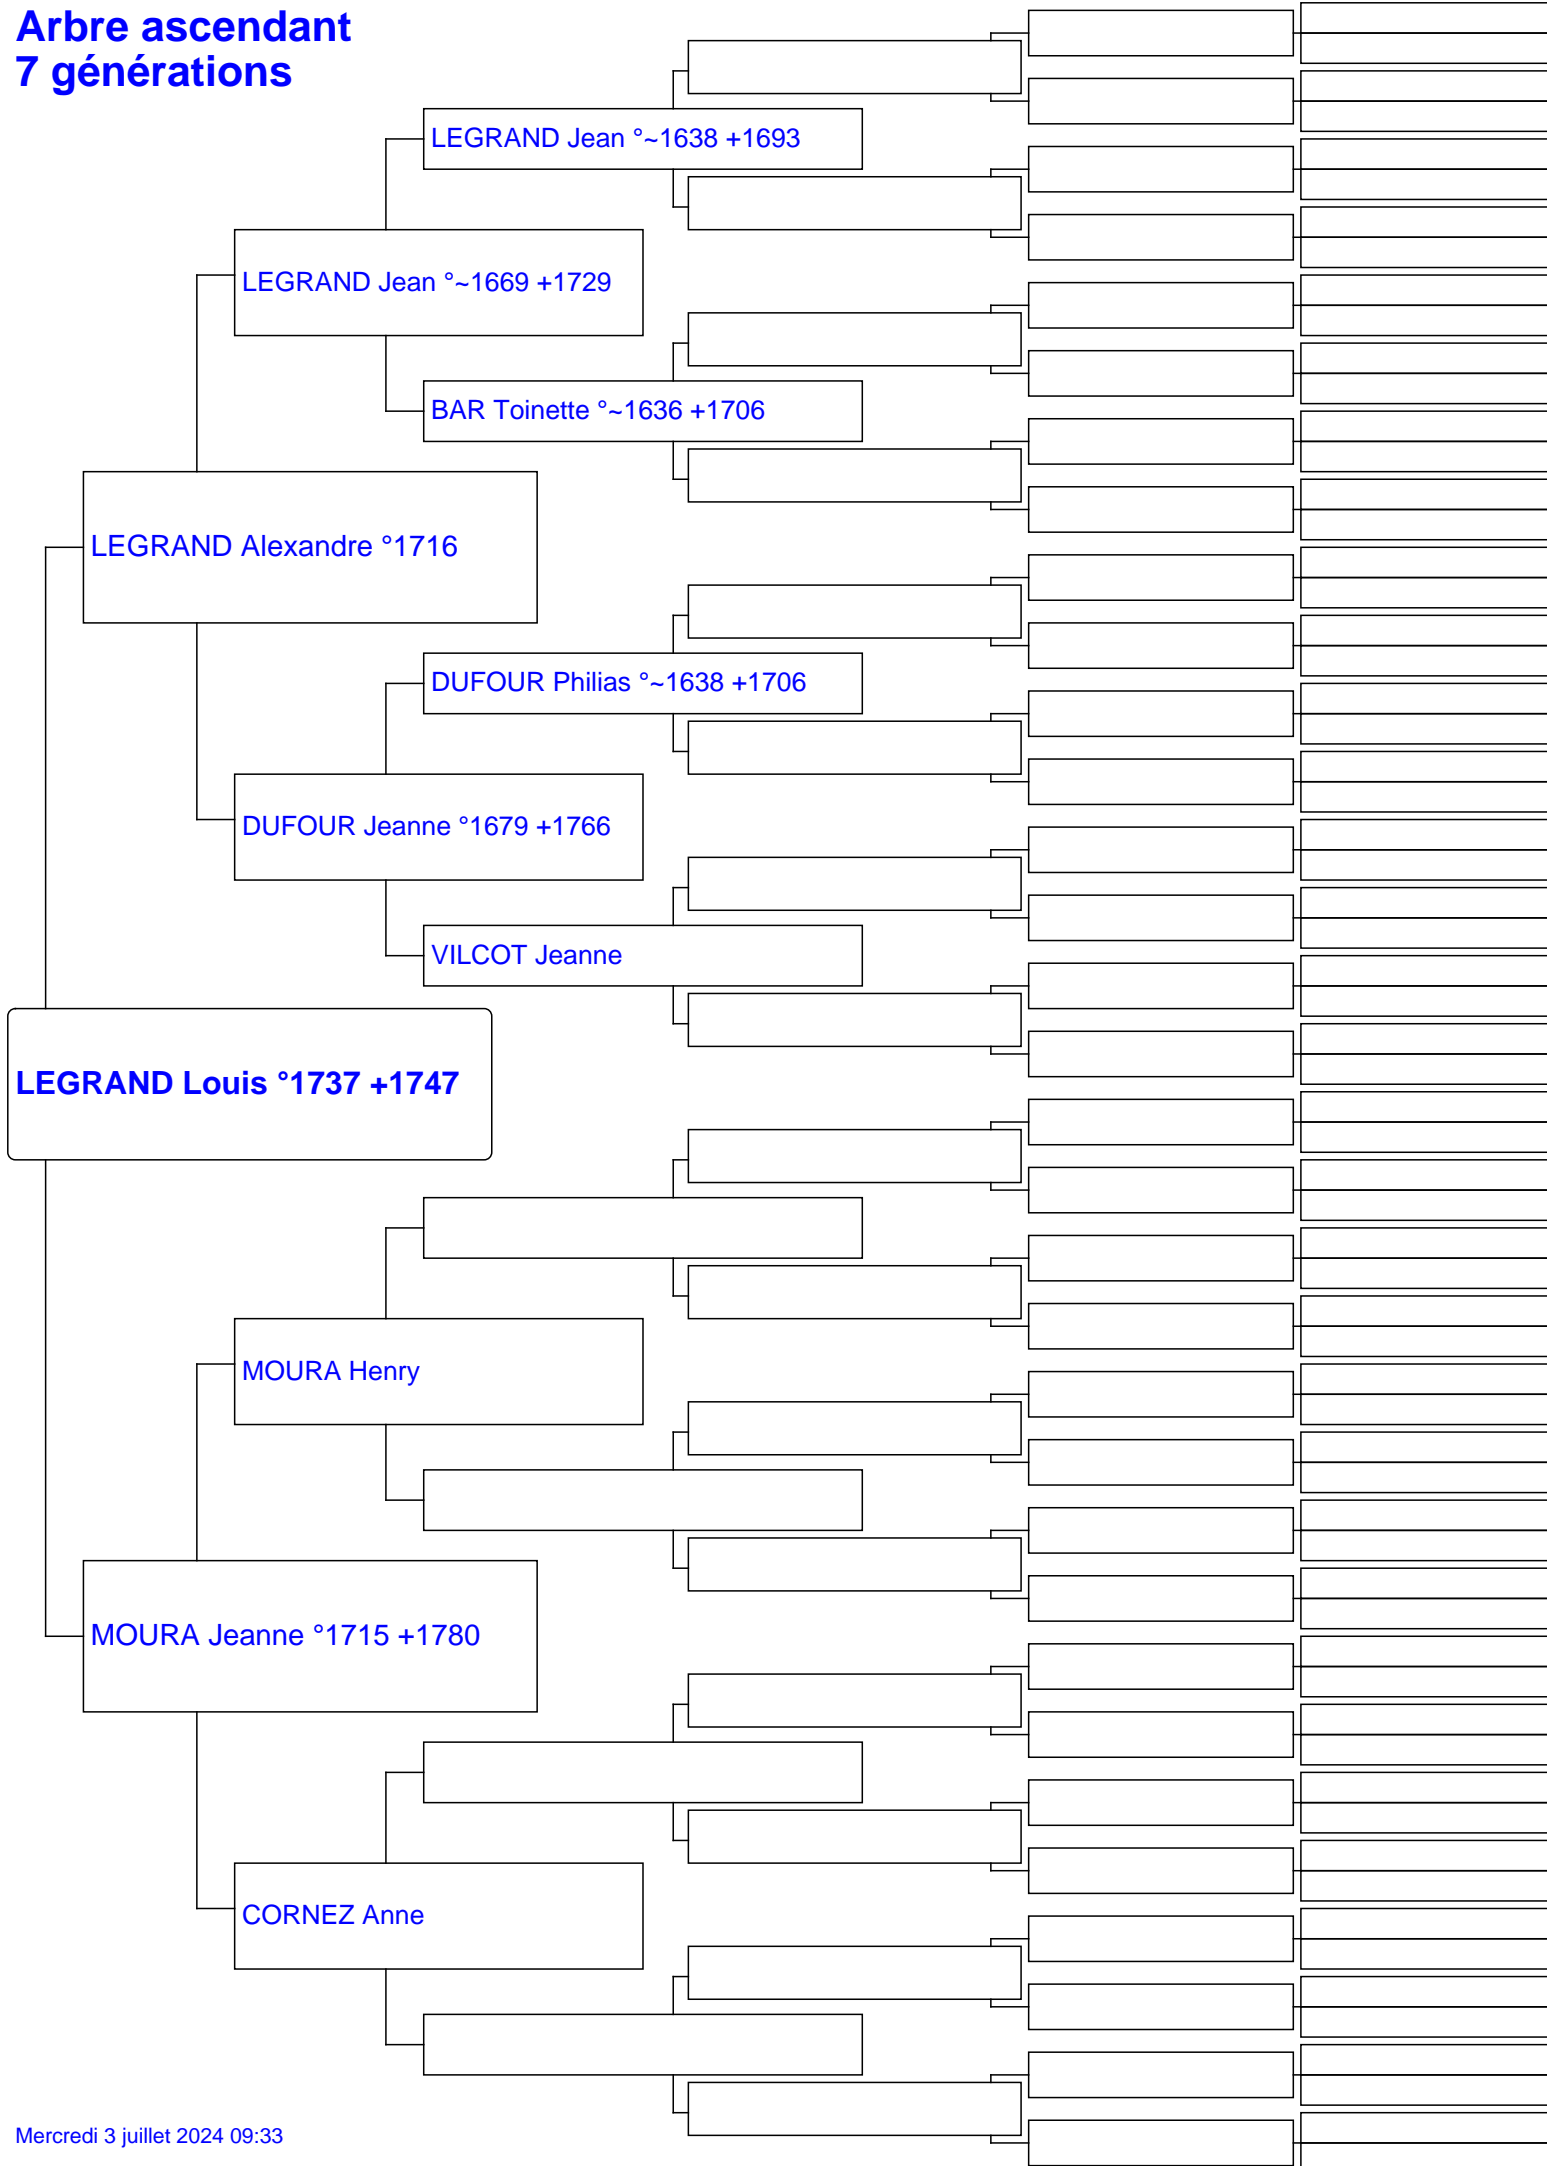 Arbre ascendant
7 générations
LEGRAND Jean °~1638 +1693
LEGRAND Jean °~1669 +1729
BAR Toinette °~1636 +1706
LEGRAND Alexandre °1716
DUFOUR Philias °~1638 +1706
DUFOUR Jeanne °1679 +1766
VILCOT Jeanne
LEGRAND Louis °1737 +1747
MOURA Henry
MOURA Jeanne °1715 +1780
CORNEZ Anne
Mercredi 3 juillet 2024 09:33